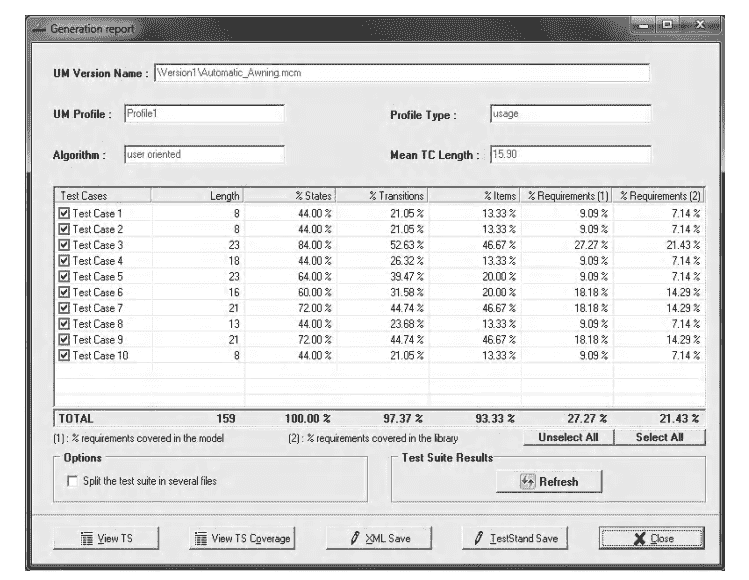 Generation report
UM Version Name : \Version1\Automatic_Awning.mcm
UM Profile : Profile1 Profile Type : usage
Algorithm : user oriented Mean TC Length : 15.90
Test Cases Length % States % Transitions % Items % Requirements (1) % Requirements (2)
Test Case 1 8 44.00 % 21.05 % 13.33 % 9.09 % 7.14 %
Test Case 2 8 44.00 % 21.05 % 13.33 % 9.09 % 7.14 %
Test Case 3 23 84.00 % 52.63 % 46.67 % 27.27 % 21.43 %
Test Case 4 18 44.00 % 26.32 % 13.33 % 9.09 % 7.14 %
Test Case 5 23 64.00 % 39.47 % 20.00 % 9.09 % 7.14 %
Test Case 6 16 60.00 % 31.58 % 20.00 % 18.18 % 14.29 %
Test Case 7 21 72.00 % 44.74 % 46.67 % 18.18 % 14.29 %
Test Case 8 13 44.00 % 23.68 % 13.33 % 9.09 % 7.14 %
Test Case 9 21 72.00 % 44.74 % 46.67 % 18.18 % 14.29 %
Test Case 10 8 44.00 % 21.05 % 13.33 % 9.09 % 7.14 %
TOTAL 159 100.00 % 97.37 % 93.33 % 27.27 % 21.43 %
(1) : % requirements covered in the model (2) : % requirements covered in the library Unselect All Select All
Options Test Suite Results
Split the test suite in several files Refresh
View TS View TS Coverage XML Save TestStand Save Close